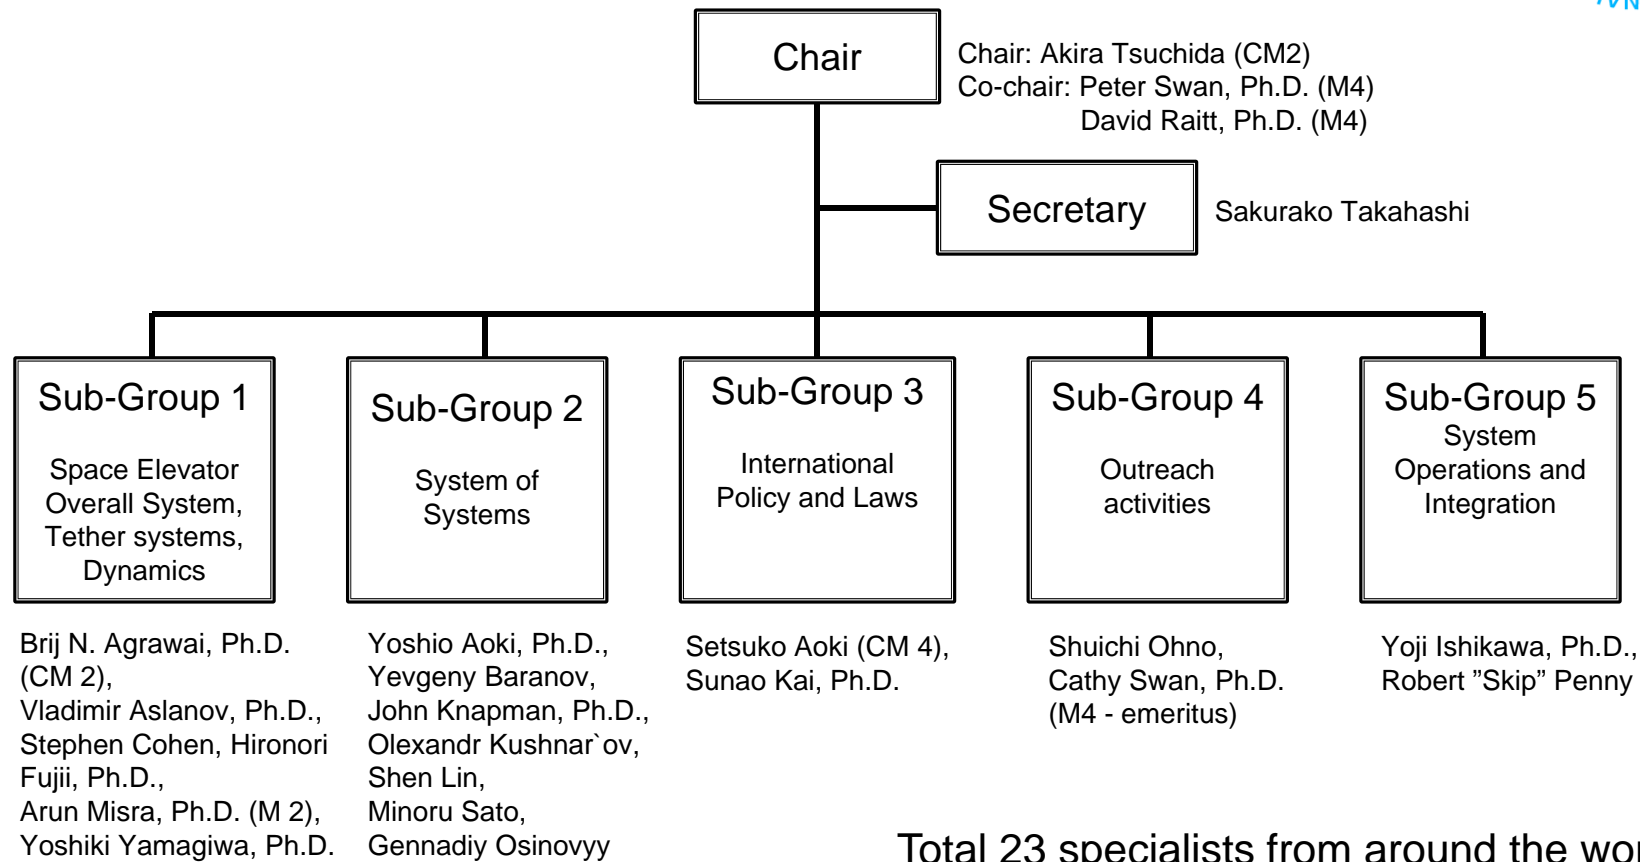 Chair
Chair: Akira Tsuchida (CM2)
Co-chair: Peter Swan, Ph.D. (M4)
David Raitt, Ph.D. (M4)
Secretary
Sakurako Takahashi
Sub-Group 1
Space Elevator
Overall System,
Tether systems,
Dynamics
Brij N. Agrawai, Ph.D.
(CM 2),
Vladimir Aslanov, Ph.D.,
Stephen Cohen, Hironori
Fujii, Ph.D.,
Arun Misra, Ph.D. (M 2),
Yoshiki Yamagiwa, Ph.D.
Sub-Group 2
System of
Systems
Yoshio Aoki, Ph.D.,
Yevgeny Baranov,
John Knapman, Ph.D.,
Olexandr Kushnar`ov,
Shen Lin,
Minoru Sato,
Gennadiy Osinovyy
Sub-Group 3
International
Policy and Laws
Setsuko Aoki (CM 4),
Sunao Kai, Ph.D.
Sub-Group 4
Outreach
activities
Shuichi Ohno,
Cathy Swan, Ph.D.
(M4 - emeritus)
Sub-Group 5
System
Operations and
Integration
Yoji Ishikawa, Ph.D.,
Robert ”Skip” Penny
Total 23 specialists from around the